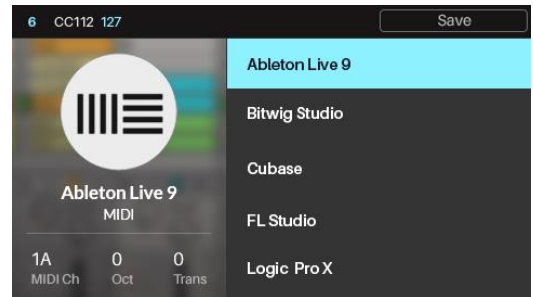 6 CC112 127 Save
Ableton Live 9
Bitwig Studio
Cubase
FL Studio
Logic Pro X
Ableton Live 9
MIDI
1A 0 0
MIDI Ch Oct Trans